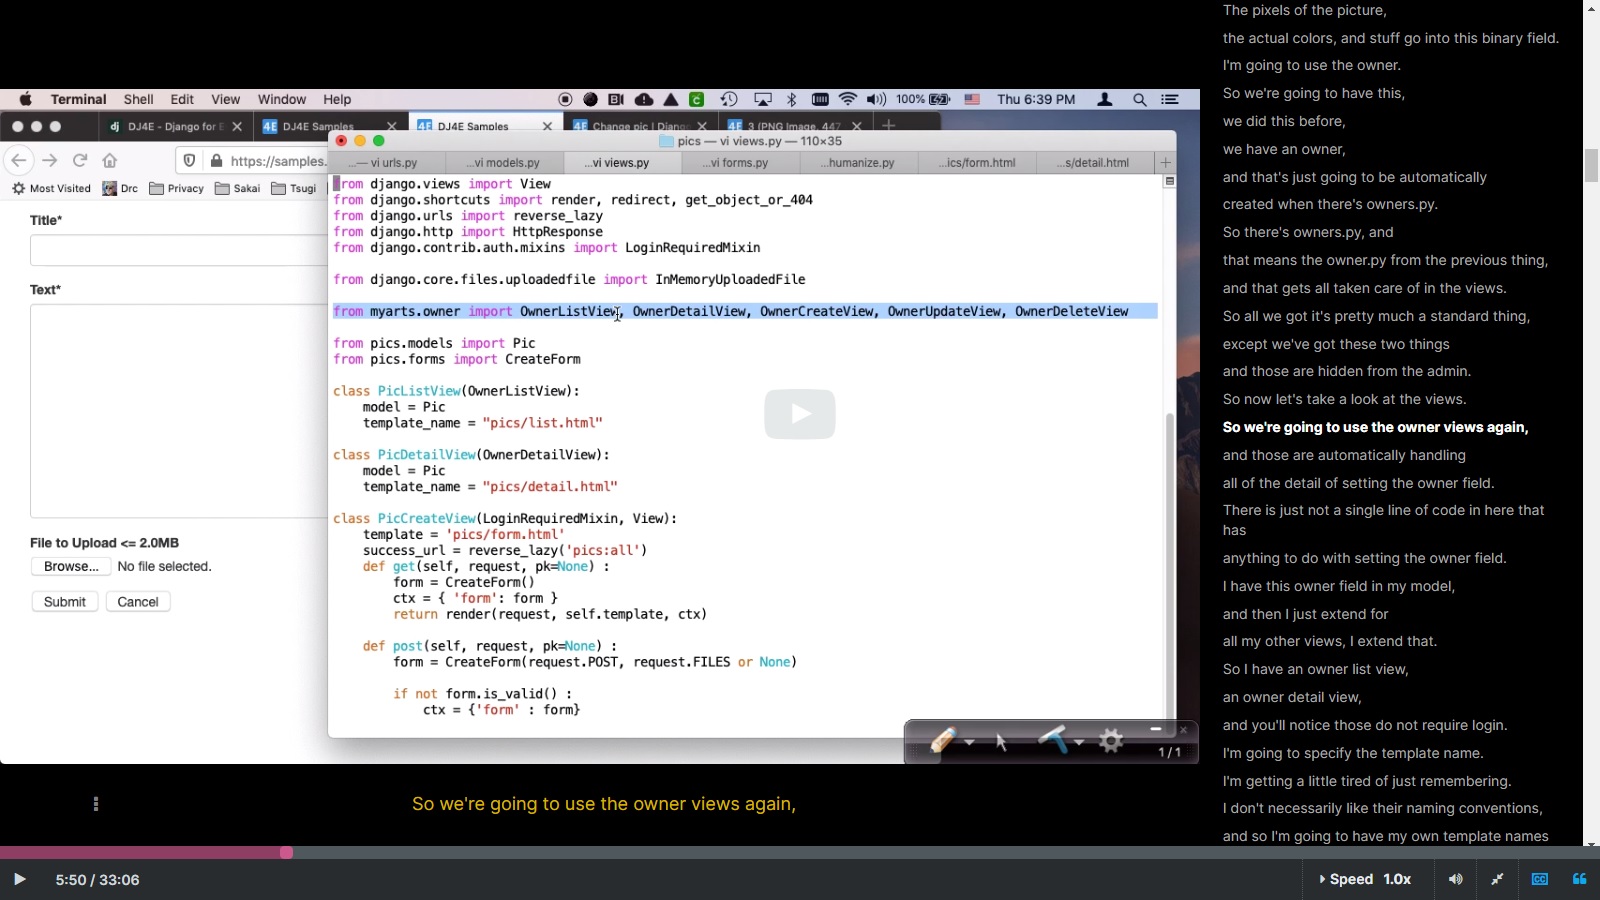 Terminal Shell Edit View Window Help 100% Thu 6:39 PM
DJ4E - Django for E DJ4E Samples DJ4E Samples Change pic | Djang 3 (PNG Image, 447
https://samples.
Most Visited Drc Privacy Sakai Tsugi
Title*
Text*
File to Upload <= 2.0MB
Browse... No file selected.
Submit Cancel
pics — vi views.py — 110×35
...— vi urls.py ...vi models.py ...vi views.py ...vi forms.py ...humanize.py ...ics/form.html ...s/detail.html
from django.views import View
from django.shortcuts import render, redirect, get_object_or_404
from django.urls import reverse_lazy
from django.http import HttpResponse
from django.contrib.auth.mixins import LoginRequiredMixin
from django.core.files.uploadedfile import InMemoryUploadedFile
from myarts.owner import OwnerListView, OwnerDetailView, OwnerCreateView, OwnerUpdateView, OwnerDeleteView
from pics.models import Pic
from pics.forms import CreateForm
class PicListView(OwnerListView):
model = Pic
template_name = "pics/list.html"
class PicDetailView(OwnerDetailView):
model = Pic
template_name = "pics/detail.html"
class PicCreateView(LoginRequiredMixin, View):
template = 'pics/form.html'
success_url = reverse_lazy('pics:all')
def get(self, request, pk=None) :
form = CreateForm()
ctx = { 'form': form }
return render(request, self.template, ctx)
def post(self, request, pk=None) :
form = CreateForm(request.POST, request.FILES or None)
if not form.is_valid() :
ctx = {'form' : form}
1/1
So we're going to use the owner views again,
5:50 / 33:06
Speed 1.0x
CC
The pixels of the picture,
the actual colors, and stuff go into this binary field.
I'm going to use the owner.
So we're going to have this,
we did this before,
we have an owner,
and that's just going to be automatically
created when there's owners.py.
So there's owners.py, and
that means the owner.py from the previous thing,
and that gets all taken care of in the views.
So all we got it's pretty much a standard thing,
except we've got these two things
and those are hidden from the admin.
So now let's take a look at the views.
So we're going to use the owner views again,
and those are automatically handling
all of the detail of setting the owner field.
There is just not a single line of code in here that
has
anything to do with setting the owner field.
I have this owner field in my model,
and then I just extend for
all my other views, I extend that.
So I have an owner list view,
an owner detail view,
and you'll notice those do not require login.
I'm going to specify the template name.
I'm getting a little tired of just remembering.
I don't necessarily like their naming conventions,
and so I'm going to have my own template names